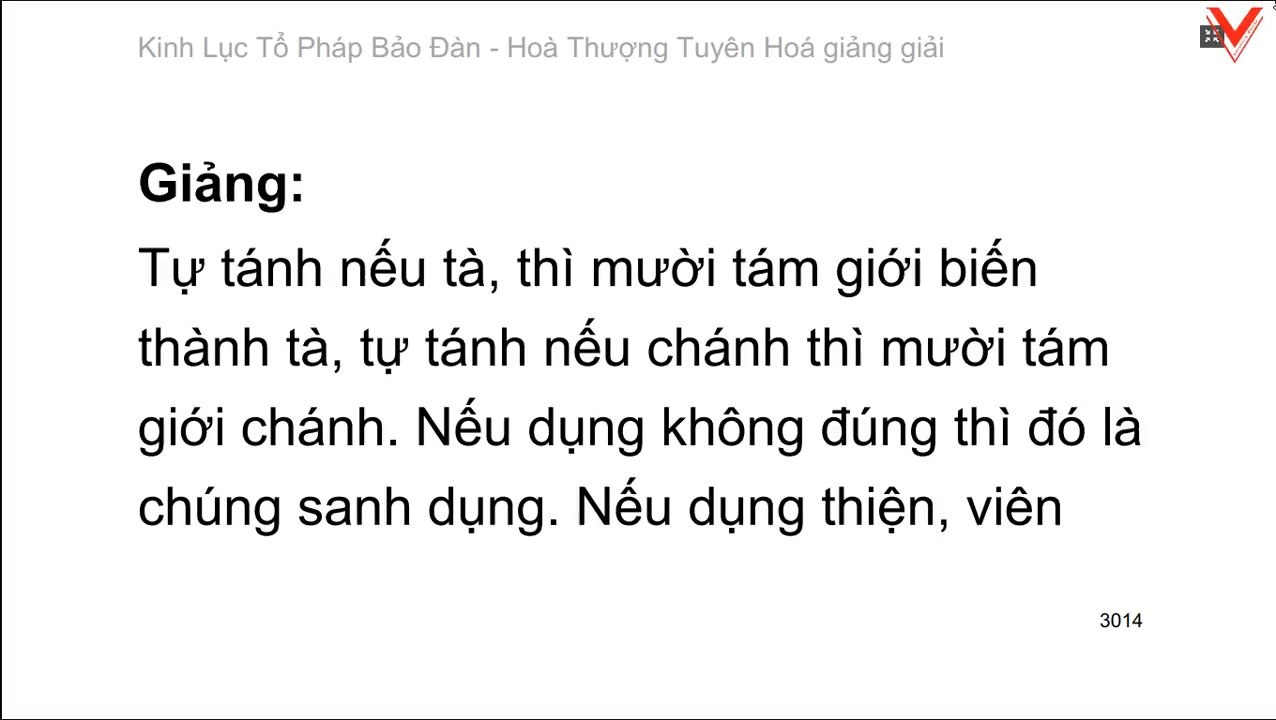 Kinh Lục Tổ Pháp Bảo Đàn - Hoà Thượng Tuyên Hoá giảng giải
Giảng:
Tự tánh nếu tà, thì mười tám giới biến
thành tà, tự tánh nếu chánh thì mười tám
giới chánh. Nếu dụng không đúng thì đó là
chúng sanh dụng. Nếu dụng thiện, viên
3014